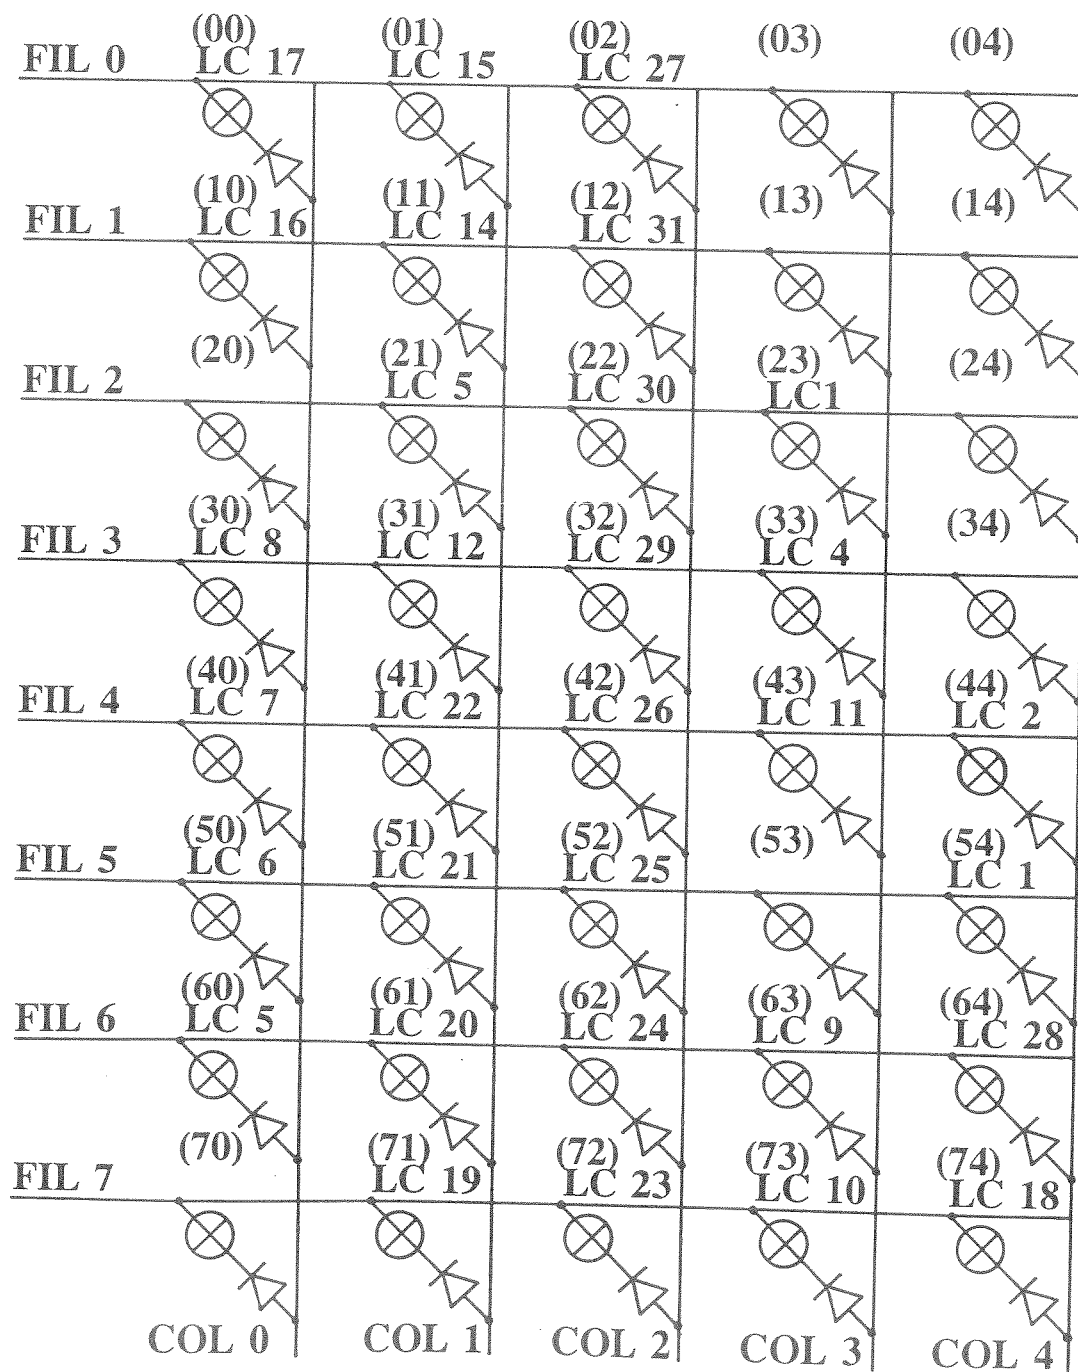 (00) (01) (02) (03) (04)
FIL 0 LC 17 LC 15 LC 27
(10) (11) (12) (13) (14)
FIL 1 LC 16 LC 14 LC 31
(20) (21) (22) (23) (24)
FIL 2 LC 5 LC 30 LC1
(30) (31) (32) (33) (34)
FIL 3 LC 8 LC 12 LC 29 LC 4
(40) (41) (42) (43) (44)
FIL 4 LC 7 LC 22 LC 26 LC 11 LC 2
(50) (51) (52) (53) (54)
FIL 5 LC 6 LC 21 LC 25 LC 1
(60) (61) (62) (63) (64)
FIL 6 LC 5 LC 20 LC 24 LC 9 LC 28
(70) (71) (72) (73) (74)
FIL 7 LC 19 LC 23 LC 10 LC 18
COL 0 COL 1 COL 2 COL 3 COL 4